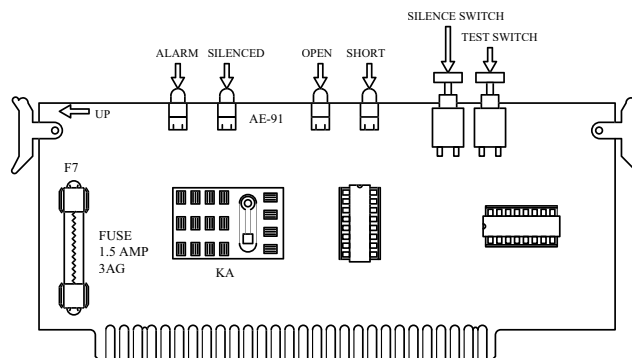 SILENCE SWITCH
TEST SWITCH
ALARM
SILENCED
OPEN
SHORT
UP
AE-91
F7
FUSE
1.5 AMP
3AG
KA